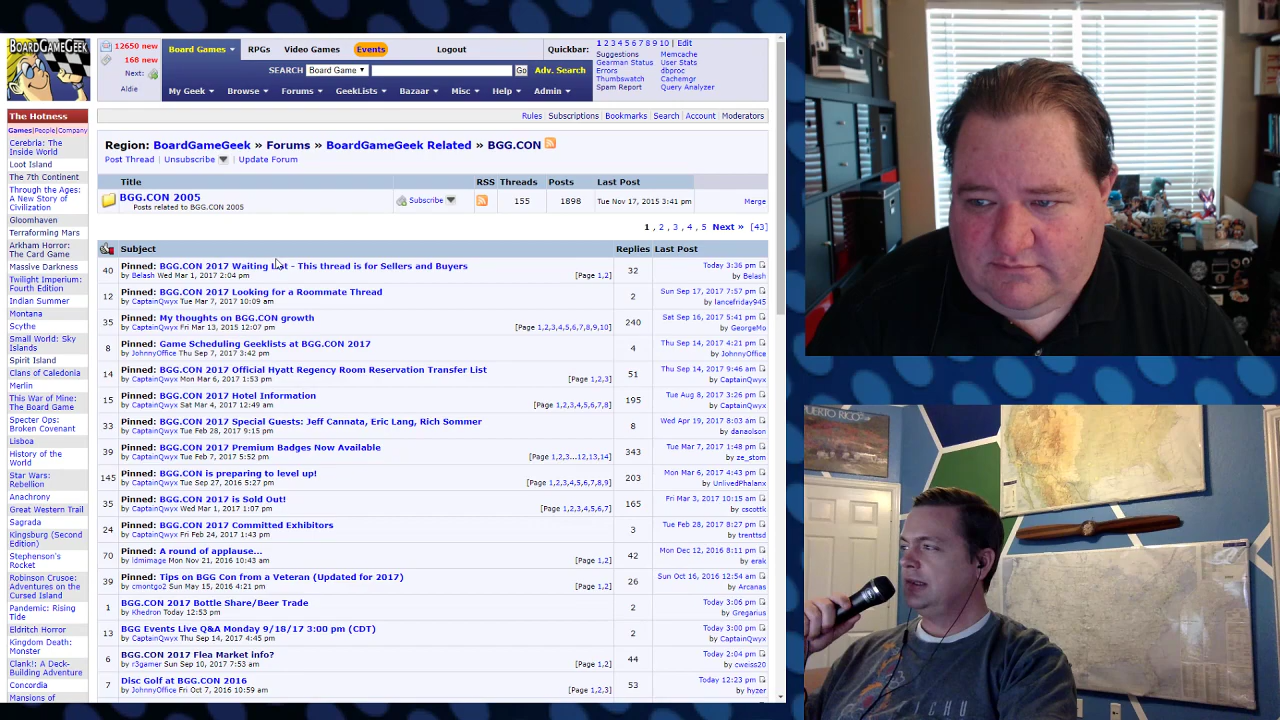 BOARDGAMEGEEK
12650 new
168 new
Next:
Aldie
Board Games RPGs Video Games Events Logout Quickbar:
SEARCH Board Game Go Adv. Search
My Geek Browse Forums GeekLists Bazaar Misc Help Admin
1 2 3 4 5 6 7 8 9 10 | Edit
Suggestions Memcache
Gearman Status User Stats
Errors dbproc
Thumbswatch Cachemgr
Spam Report Query Analyzer
Rules Subscriptions Bookmarks Search Account Moderators
The Hotness
Games|People|Company
Cerebria: The Inside World
Loot Island
The 7th Continent
Through the Ages: A New Story of Civilization
Gloomhaven
Terraforming Mars
Arkham Horror: The Card Game
Massive Darkness
Twilight Imperium: Fourth Edition
Indian Summer
Montana
Scythe
Small World: Sky Islands
Spirit Island
Clans of Caledonia
Merlin
This War of Mine: The Board Game
Specter Ops: Broken Covenant
Lisboa
History of the World
Star Wars: Rebellion
Anachrony
Great Western Trail
Sagrada
Kingsburg (Second Edition)
Stephenson's Rocket
Robinson Crusoe: Adventures on the Cursed Island
Pandemic: Rising Tide
Eldritch Horror
Kingdom Death: Monster
Clank!: A Deck-Building Adventure
Concordia
Mansions of
Region: BoardGameGeek » Forums » BoardGameGeek Related » BGG.CON
Post Thread Unsubscribe Update Forum
Title RSS Threads Posts Last Post
BGG.CON 2005 Subscribe 155 1898 Tue Nov 17, 2015 3:41 pm Merge
Posts related to BGG.CON 2005
1 , 2 , 3 , 4 , 5 Next » [43]
Subject Replies Last Post
40 Pinned: BGG.CON 2017 Waiting List - This thread is for Sellers and Buyers 32 Today 3:36 pm
by Belash Wed Mar 1, 2017 2:04 pm [Page 1,2] by Belash
12 Pinned: BGG.CON 2017 Looking for a Roommate Thread 2 Sun Sep 17, 2017 7:57 pm
by CaptainQwyx Tue Mar 7, 2017 10:09 am by lancefriday945
35 Pinned: My thoughts on BGG.CON growth 240 Sat Sep 16, 2017 5:41 pm
by CaptainQwyx Fri Mar 13, 2015 12:07 pm [Page 1,2,3,4,5,6,7,8,9,10] by GeorgeMo
8 Pinned: Game Scheduling Geeklists at BGG.CON 2017 4 Thu Sep 14, 2017 4:21 pm
by JohnnyOffice Thu Sep 7, 2017 3:42 pm by JohnnyOffice
14 Pinned: BGG.CON 2017 Official Hyatt Regency Room Reservation Transfer List 51 Thu Sep 14, 2017 9:46 am
by CaptainQwyx Mon Mar 6, 2017 1:53 pm [Page 1,2,3] by CaptainQwyx
15 Pinned: BGG.CON 2017 Hotel Information 195 Tue Aug 8, 2017 3:26 pm
by CaptainQwyx Sat Mar 4, 2017 12:49 am [Page 1,2,3,4,5,6,7,8] by CaptainQwyx
33 Pinned: BGG.CON 2017 Special Guests: Jeff Cannata, Eric Lang, Rich Sommer 8 Wed Apr 19, 2017 8:03 am
by CaptainQwyx Tue Feb 28, 2017 9:15 pm by danaolson
39 Pinned: BGG.CON 2017 Premium Badges Now Available 343 Tue Mar 7, 2017 1:48 pm
by CaptainQwyx Tue Feb 7, 2017 5:52 pm [Page 1,2,3...12,13,14] by ze_stom
145 Pinned: BGG.CON is preparing to level up! 203 Mon Mar 6, 2017 4:43 pm
by CaptainQwyx Tue Sep 27, 2016 5:27 pm [Page 1,2,3,4,5,6,7,8,9] by UnlivedPhalanx
35 Pinned: BGG.CON 2017 is Sold Out! 165 Fri Mar 3, 2017 10:15 am
by CaptainQwyx Wed Mar 1, 2017 1:07 pm [Page 1,2,3,4,5,6,7] by cscottk
24 Pinned: BGG.CON 2017 Committed Exhibitors 5 Tue Feb 28, 2017 8:27 pm
by CaptainQwyx Fri Feb 24, 2017 1:43 pm by trenttsd
70 Pinned: A round of applause... 42 Mon Dec 12, 2016 8:11 pm
by ldmimage Mon Nov 21, 2016 10:43 am [Page 1,2] by erak
39 Pinned: Tips on BGG Con from a Veteran (Updated for 2017) 26 Sun Oct 16, 2016 12:54 am
by cmontgo2 Sun May 15, 2016 4:21 pm [Page 1,2] by Arcanas
1 BGG.CON 2017 Bottle Share/Beer Trade 2 Today 3:06 pm
by Khedron Today 12:53 pm by Gregarius
13 BGG Events Live Q&A Monday 9/18/17 3:00 pm (CDT) 2 Today 3:00 pm
by CaptainQwyx Thu Sep 14, 2017 4:45 pm by CaptainQwyx
6 BGG.CON 2017 Flea Market info? 44 Today 2:04 pm
by r3gamer Sun Sep 10, 2017 7:53 am [Page 1,2] by cweiss20
7 Disc Golf at BGG.CON 2016 53 Today 12:23 pm
by JohnnyOffice Fri Oct 7, 2016 10:59 am [Page 1,2,3] by hyzer
PUERTO RICO